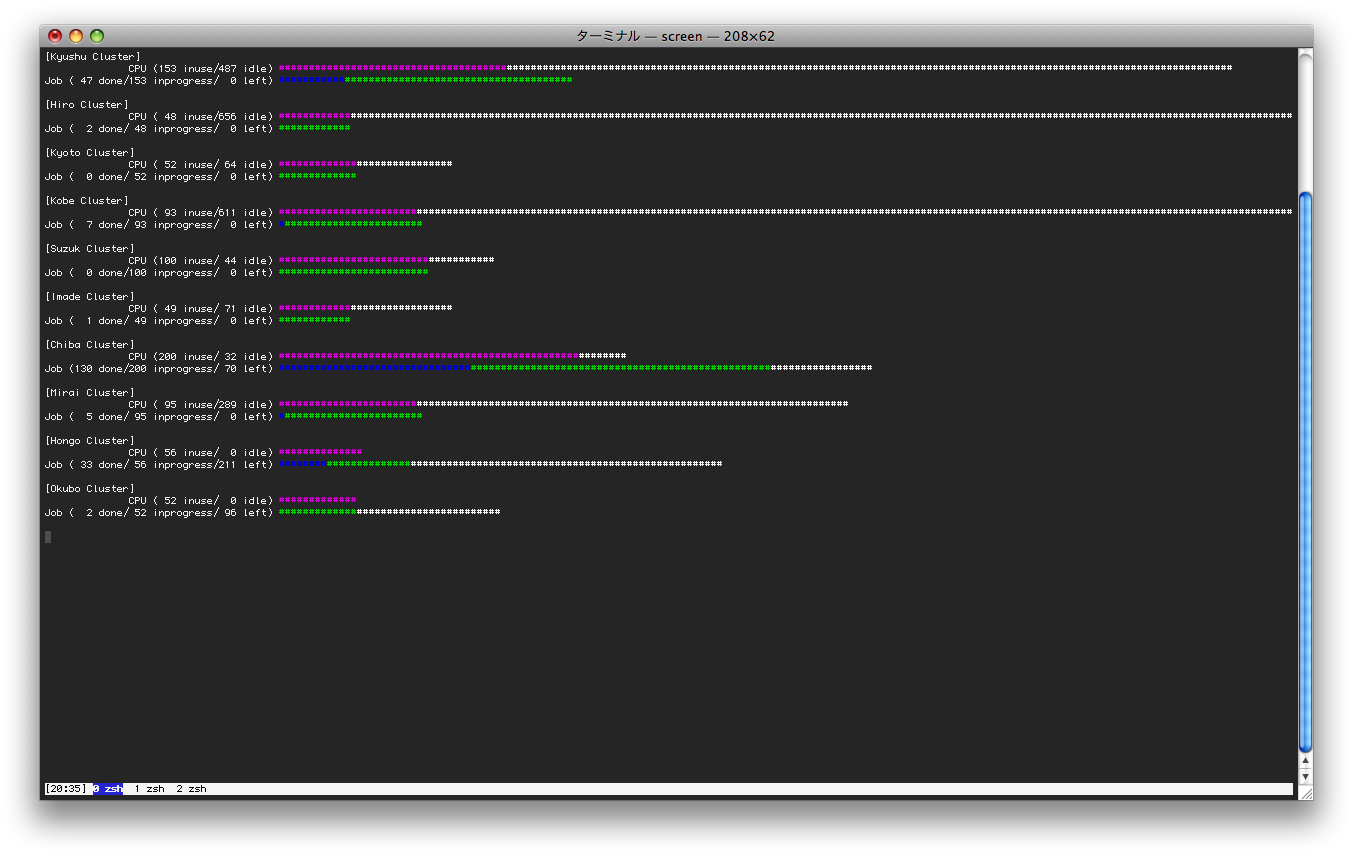 ターミナル — screen — 208×62
[Kyushu Cluster]
CPU (153 inuse/487 idle)
Job ( 47 done/153 inprogress/  0 left)
[Hiro Cluster]
CPU ( 48 inuse/656 idle)
Job (  2 done/ 48 inprogress/  0 left)
[Kyoto Cluster]
CPU ( 52 inuse/ 64 idle)
Job (  0 done/ 52 inprogress/  0 left)
[Kobe Cluster]
CPU ( 93 inuse/611 idle)
Job (  7 done/ 93 inprogress/  0 left)
[Suzuk Cluster]
CPU (100 inuse/ 44 idle)
Job (  0 done/100 inprogress/  0 left)
[Imade Cluster]
CPU ( 49 inuse/ 71 idle)
Job (  1 done/ 49 inprogress/  0 left)
[Chiba Cluster]
CPU (200 inuse/ 32 idle)
Job (130 done/200 inprogress/ 70 left)
[Mirai Cluster]
CPU ( 95 inuse/289 idle)
Job (  5 done/ 95 inprogress/  0 left)
[Hongo Cluster]
CPU ( 56 inuse/  0 idle)
Job ( 33 done/ 56 inprogress/211 left)
[Okubo Cluster]
CPU ( 52 inuse/  0 idle)
Job (  2 done/ 52 inprogress/ 96 left)
[20:35] 0 zsh  1 zsh  2 zsh